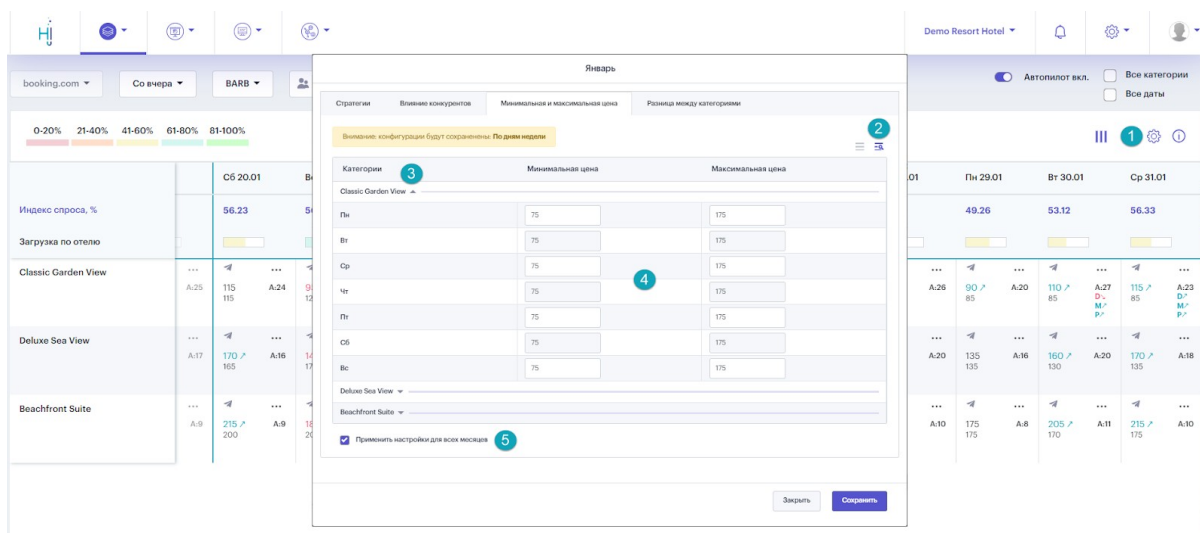 Hij
Demo Resort Hotel
booking.com
Со вчера
BARB
Автопилот вкл.
Все категории
Все даты
0-20% 21-40% 41-60% 61-80% 81-100%
1
Сб 20.01
.01
Пн 29.01
Вт 30.01
Ср 31.01
Индекс спроса, %
56.23
49.26
53.12
56.33
Загрузка по отелю
Classic Garden View
A:25
115
115
A:24
A:26
90
85
A:20
110
85
A:27
D
M
P
115
85
A:23
D
M
P
Deluxe Sea View
A:17
170
165
A:16
A:20
135
135
A:16
160
130
A:20
170
135
A:18
Beachfront Suite
A:9
215
200
A:9
A:10
175
175
A:8
205
170
A:11
215
175
A:10
Январь
Стратегии
Влияние конкурентов
Минимальная и максимальная цена
Разница между категориями
Внимание: конфигурации будут сохраненены: По дням недели
2
Категории
3
Минимальная цена
Максимальная цена
Classic Garden View
Пн 75 175
Вт 75 175
Ср 75 175
4
Чт 75 175
Пт 75 175
Сб 75 175
Вс 75 175
Deluxe Sea View
Beachfront Suite
Применить настройки для всех месяцев
5
Закрыть
Сохранить